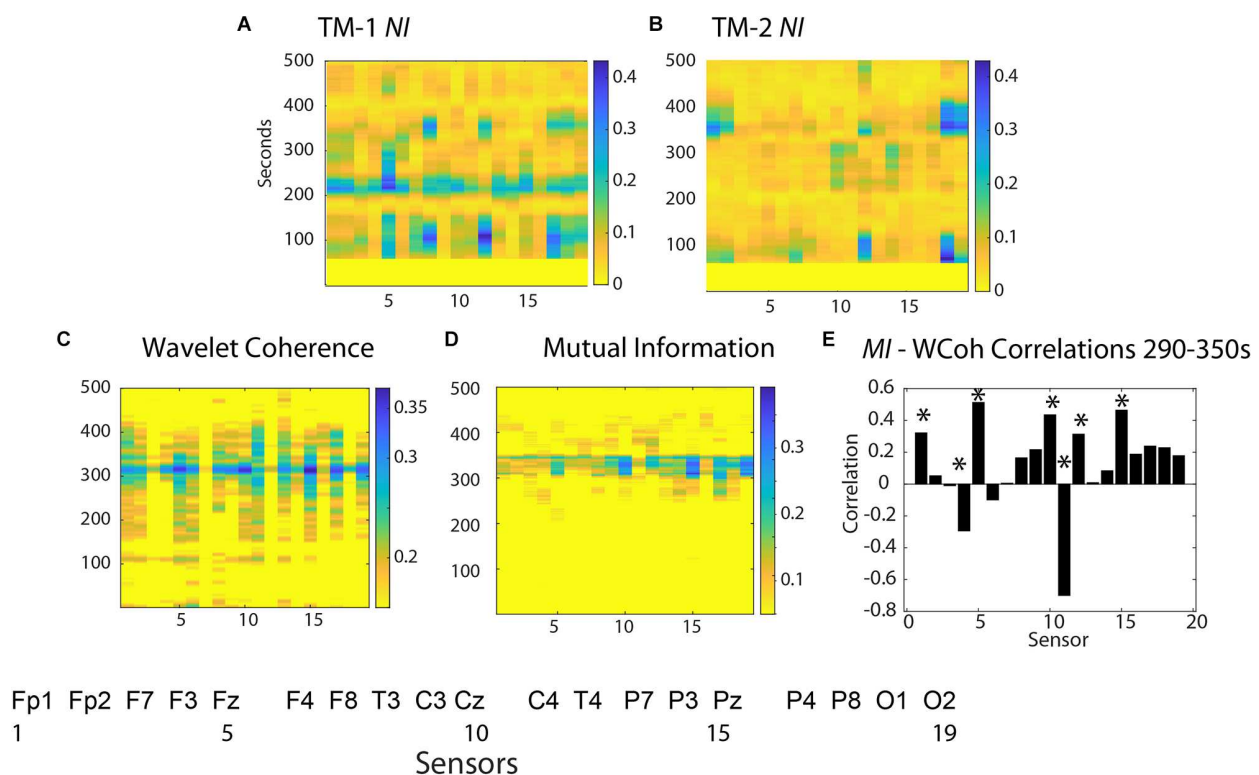 A TM-1 NI
B TM-2 NI
Seconds
500
400
300
200
100
5 10 15
0.4
0.3
0.2
0.1
0
500
400
300
200
100
5 10 15
0.4
0.3
0.2
0.1
0
C Wavelet Coherence
500
400
300
200
100
5 10 15
0.35
0.3
0.2
D Mutual Information
500
400
300
200
100
5 10 15
0.3
0.2
0.1
E MI - WCoh Correlations 290-350s
Correlation
0.6
0.4
0.2
0
-0.2
-0.4
-0.6
-0.8
* * * * * * *
0 5 10 15 20
Sensor
Fp1 Fp2 F7 F3 Fz F4 F8 T3 C3 Cz C4 T4 P7 P3 Pz P4 P8 O1 O2
1 5 10 15 19
Sensors